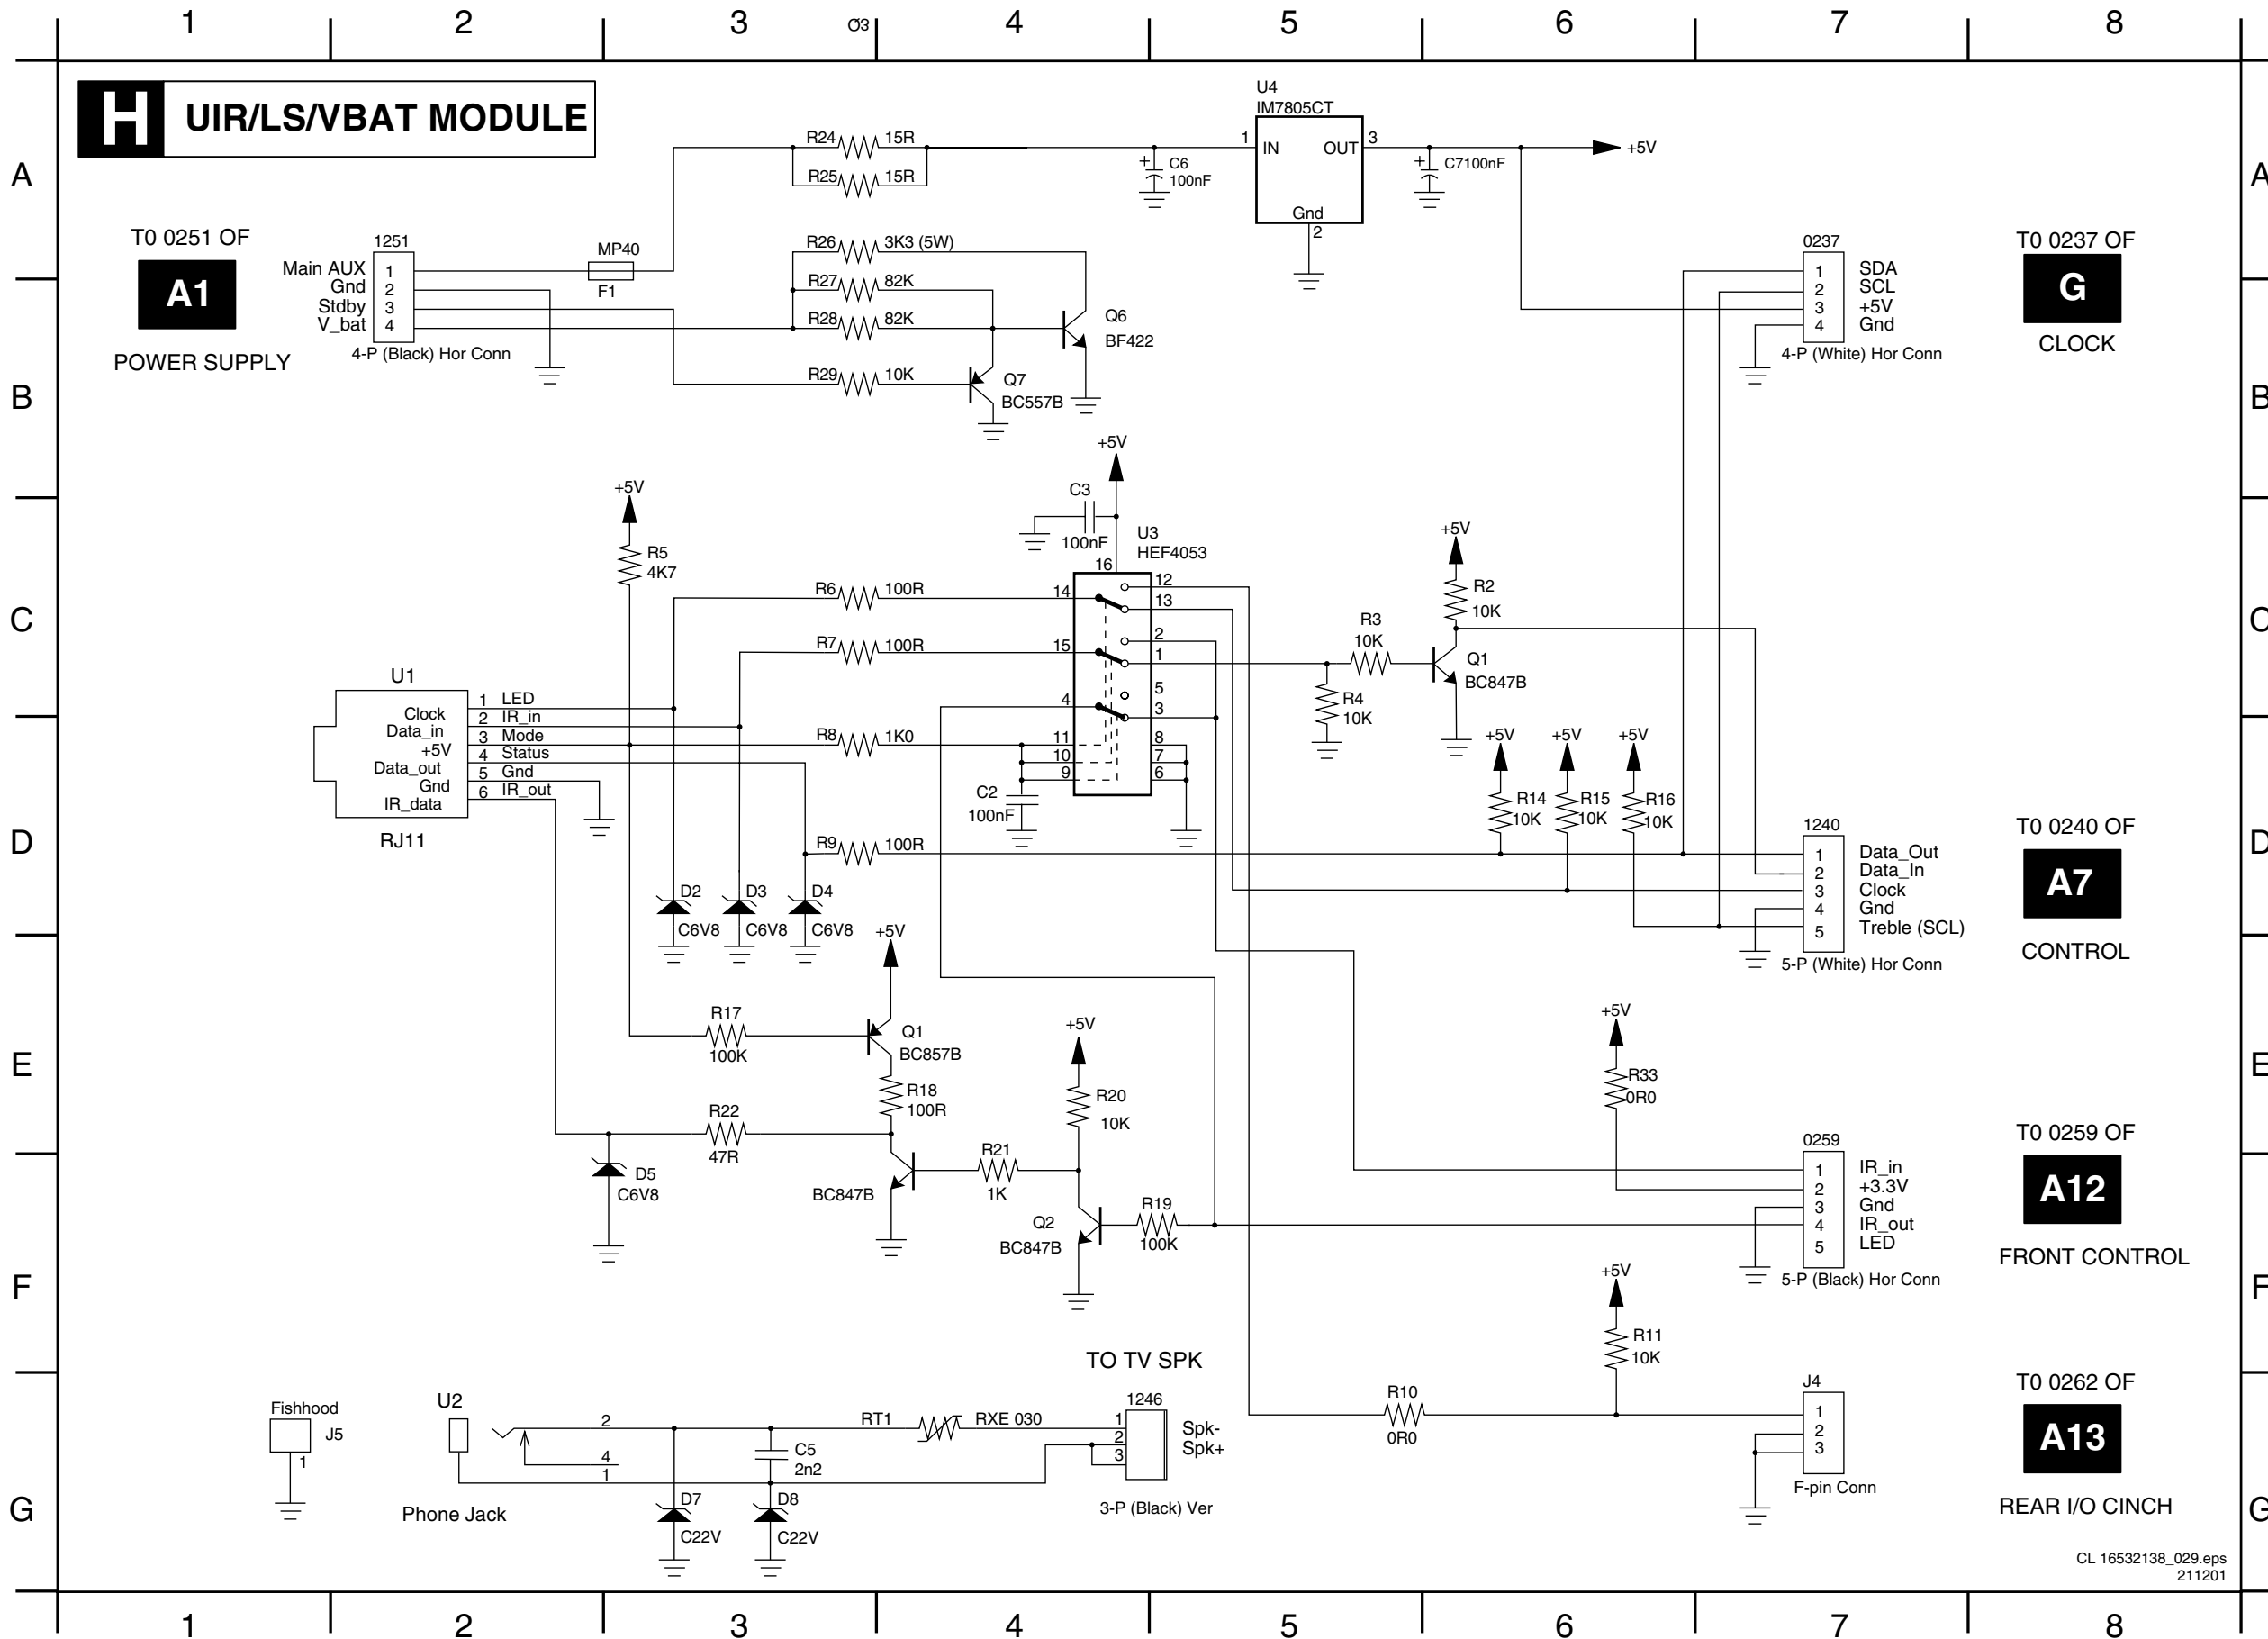 1 2 3 Ơ3 4 5 6 7 8
H UIR/LS/VBAT MODULE
A
A
U4
IM7805CT
R24 15R
R25 15R
1 IN OUT 3
Gnd
2
+
C6
100nF
+
C7100nF
+5V
T0 0251 OF
A1
POWER SUPPLY
1251
Main AUX 1
Gnd 2
Stdby 3
V_bat 4
4-P (Black) Hor Conn
MP40
F1
R26 3K3 (5W)
R27 82K
R28 82K
R29 10K
Q6
BF422
Q7
BC557B
0237
1 SDA
2 SCL
3 +5V
4 Gnd
4-P (White) Hor Conn
T0 0237 OF
G
CLOCK
B
B
+5V
R5
4K7
+5V
C3
100nF
U3
HEF4053
16
14 12
13
15 2
1
4 5
3
11 8
10 7
9 6
R6 100R
R7 100R
R8 1K0
R9 100R
C2
100nF
+5V
R2
10K
R3
10K
R4
10K
Q1
BC847B
C
C
U1
Clock 1 LED
Data_in 2 IR_in
+5V 3 Mode
Data_out 4 Status
Gnd 5 Gnd
IR_data 6 IR_out
RJ11
+5V +5V +5V
R14
10K
R15
10K
R16
10K
1240
1 Data_Out
2 Data_In
3 Clock
4 Gnd
5 Treble (SCL)
5-P (White) Hor Conn
T0 0240 OF
A7
CONTROL
D
D
D2
C6V8
D3
C6V8
D4
C6V8
+5V
R17
100K
Q1
BC857B
R18
100R
R22
47R
D5
C6V8
BC847B
R21
1K
+5V
R20
10K
Q2
BC847B
R19
100K
E
E
+5V
R33
0R0
0259
1 IR_in
2 +3.3V
3 Gnd
4 IR_out
5 LED
5-P (Black) Hor Conn
T0 0259 OF
A12
FRONT CONTROL
F
F
+5V
R11
10K
TO TV SPK
1246
1
2
3
Spk-
Spk+
3-P (Black) Ver
R10
0R0
J4
1
2
3
F-pin Conn
T0 0262 OF
A13
REAR I/O CINCH
Fishhood
J5
1
U2
Phone Jack
2
4
1
RT1 RXE 030
C5
2n2
D7
C22V
D8
C22V
G
G
CL 16532138_029.eps
211201
1 2 3 4 5 6 7 8